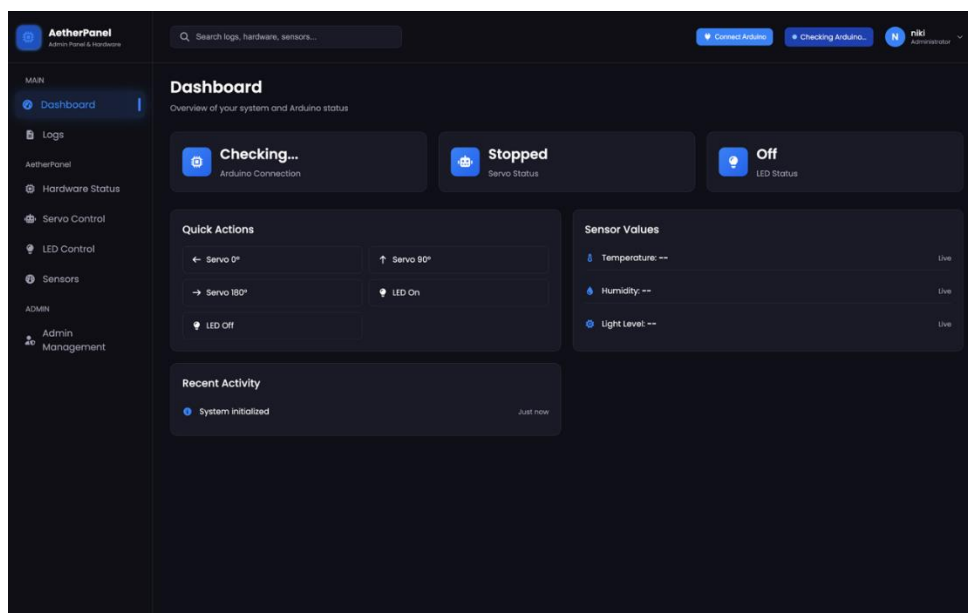 AetherPanel
Admin Panel & Hardware
Search logs, hardware, sensors...
Connect Arduino
Checking Arduino...
N
niki
Administrator
MAIN
Dashboard
Logs
AetherPanel
Hardware Status
Servo Control
LED Control
Sensors
ADMIN
Admin
Management
Dashboard
Overview of your system and Arduino status
Checking...
Arduino Connection
Stopped
Servo Status
Off
LED Status
Quick Actions
← Servo 0°
↑ Servo 90°
→ Servo 180°
LED On
LED Off
Sensor Values
Temperature: -- Live
Humidity: -- Live
Light Level: -- Live
Recent Activity
System initialized Just now